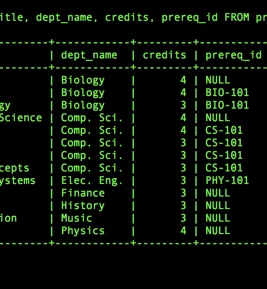 itle, dept_name, credits, prereq_id FROM pr
| dept_name | credits | prereq_id
| Biology | 4 | NULL
| Biology | 4 | BIO-101
gy | Biology | 3 | BIO-101
Science | Comp. Sci. | 4 | NULL
| Comp. Sci. | 4 | CS-101
| Comp. Sci. | 3 | CS-101
| Comp. Sci. | 3 | CS-101
cepts | Comp. Sci. | 3 | CS-101
ystems | Elec. Eng. | 3 | PHY-101
| Finance | 3 | NULL
| History | 3 | NULL
ion | Music | 3 | NULL
| Physics | 4 | NULL